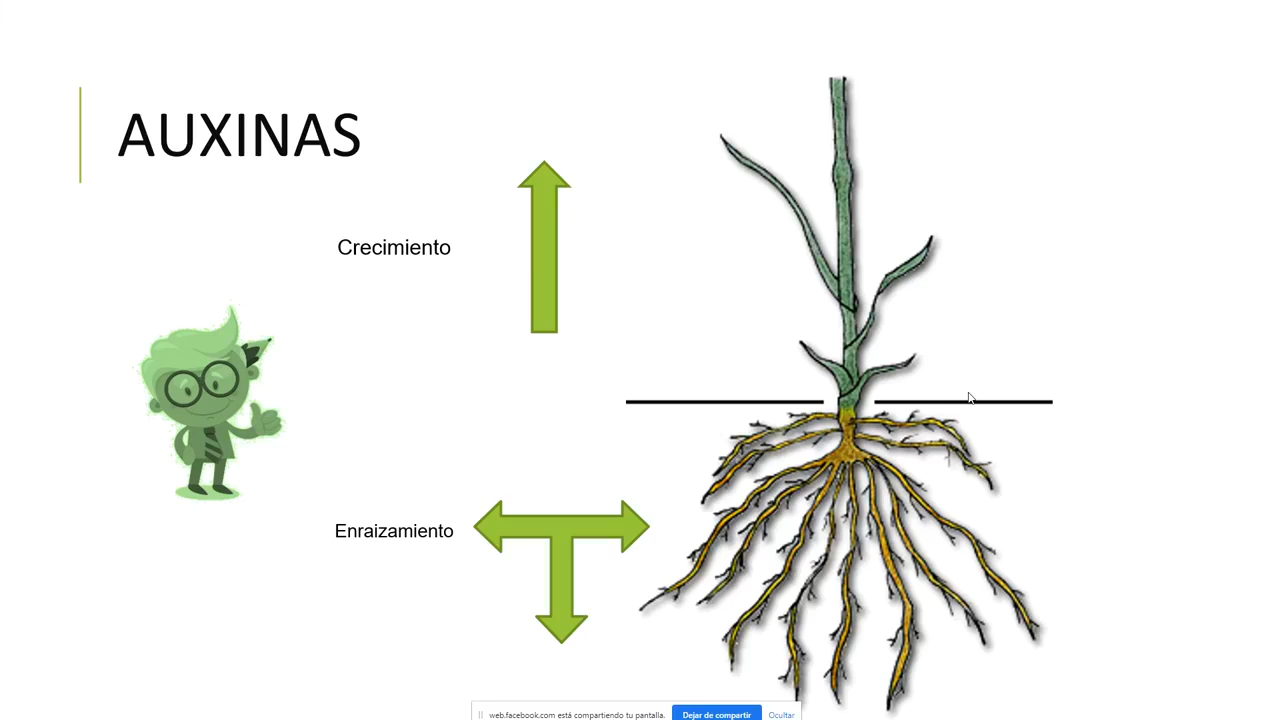 AUXINAS
Crecimiento
Enraizamiento
web.facebook.com está compartiendo tu pantalla.
Dejar de compartir
Ocultar